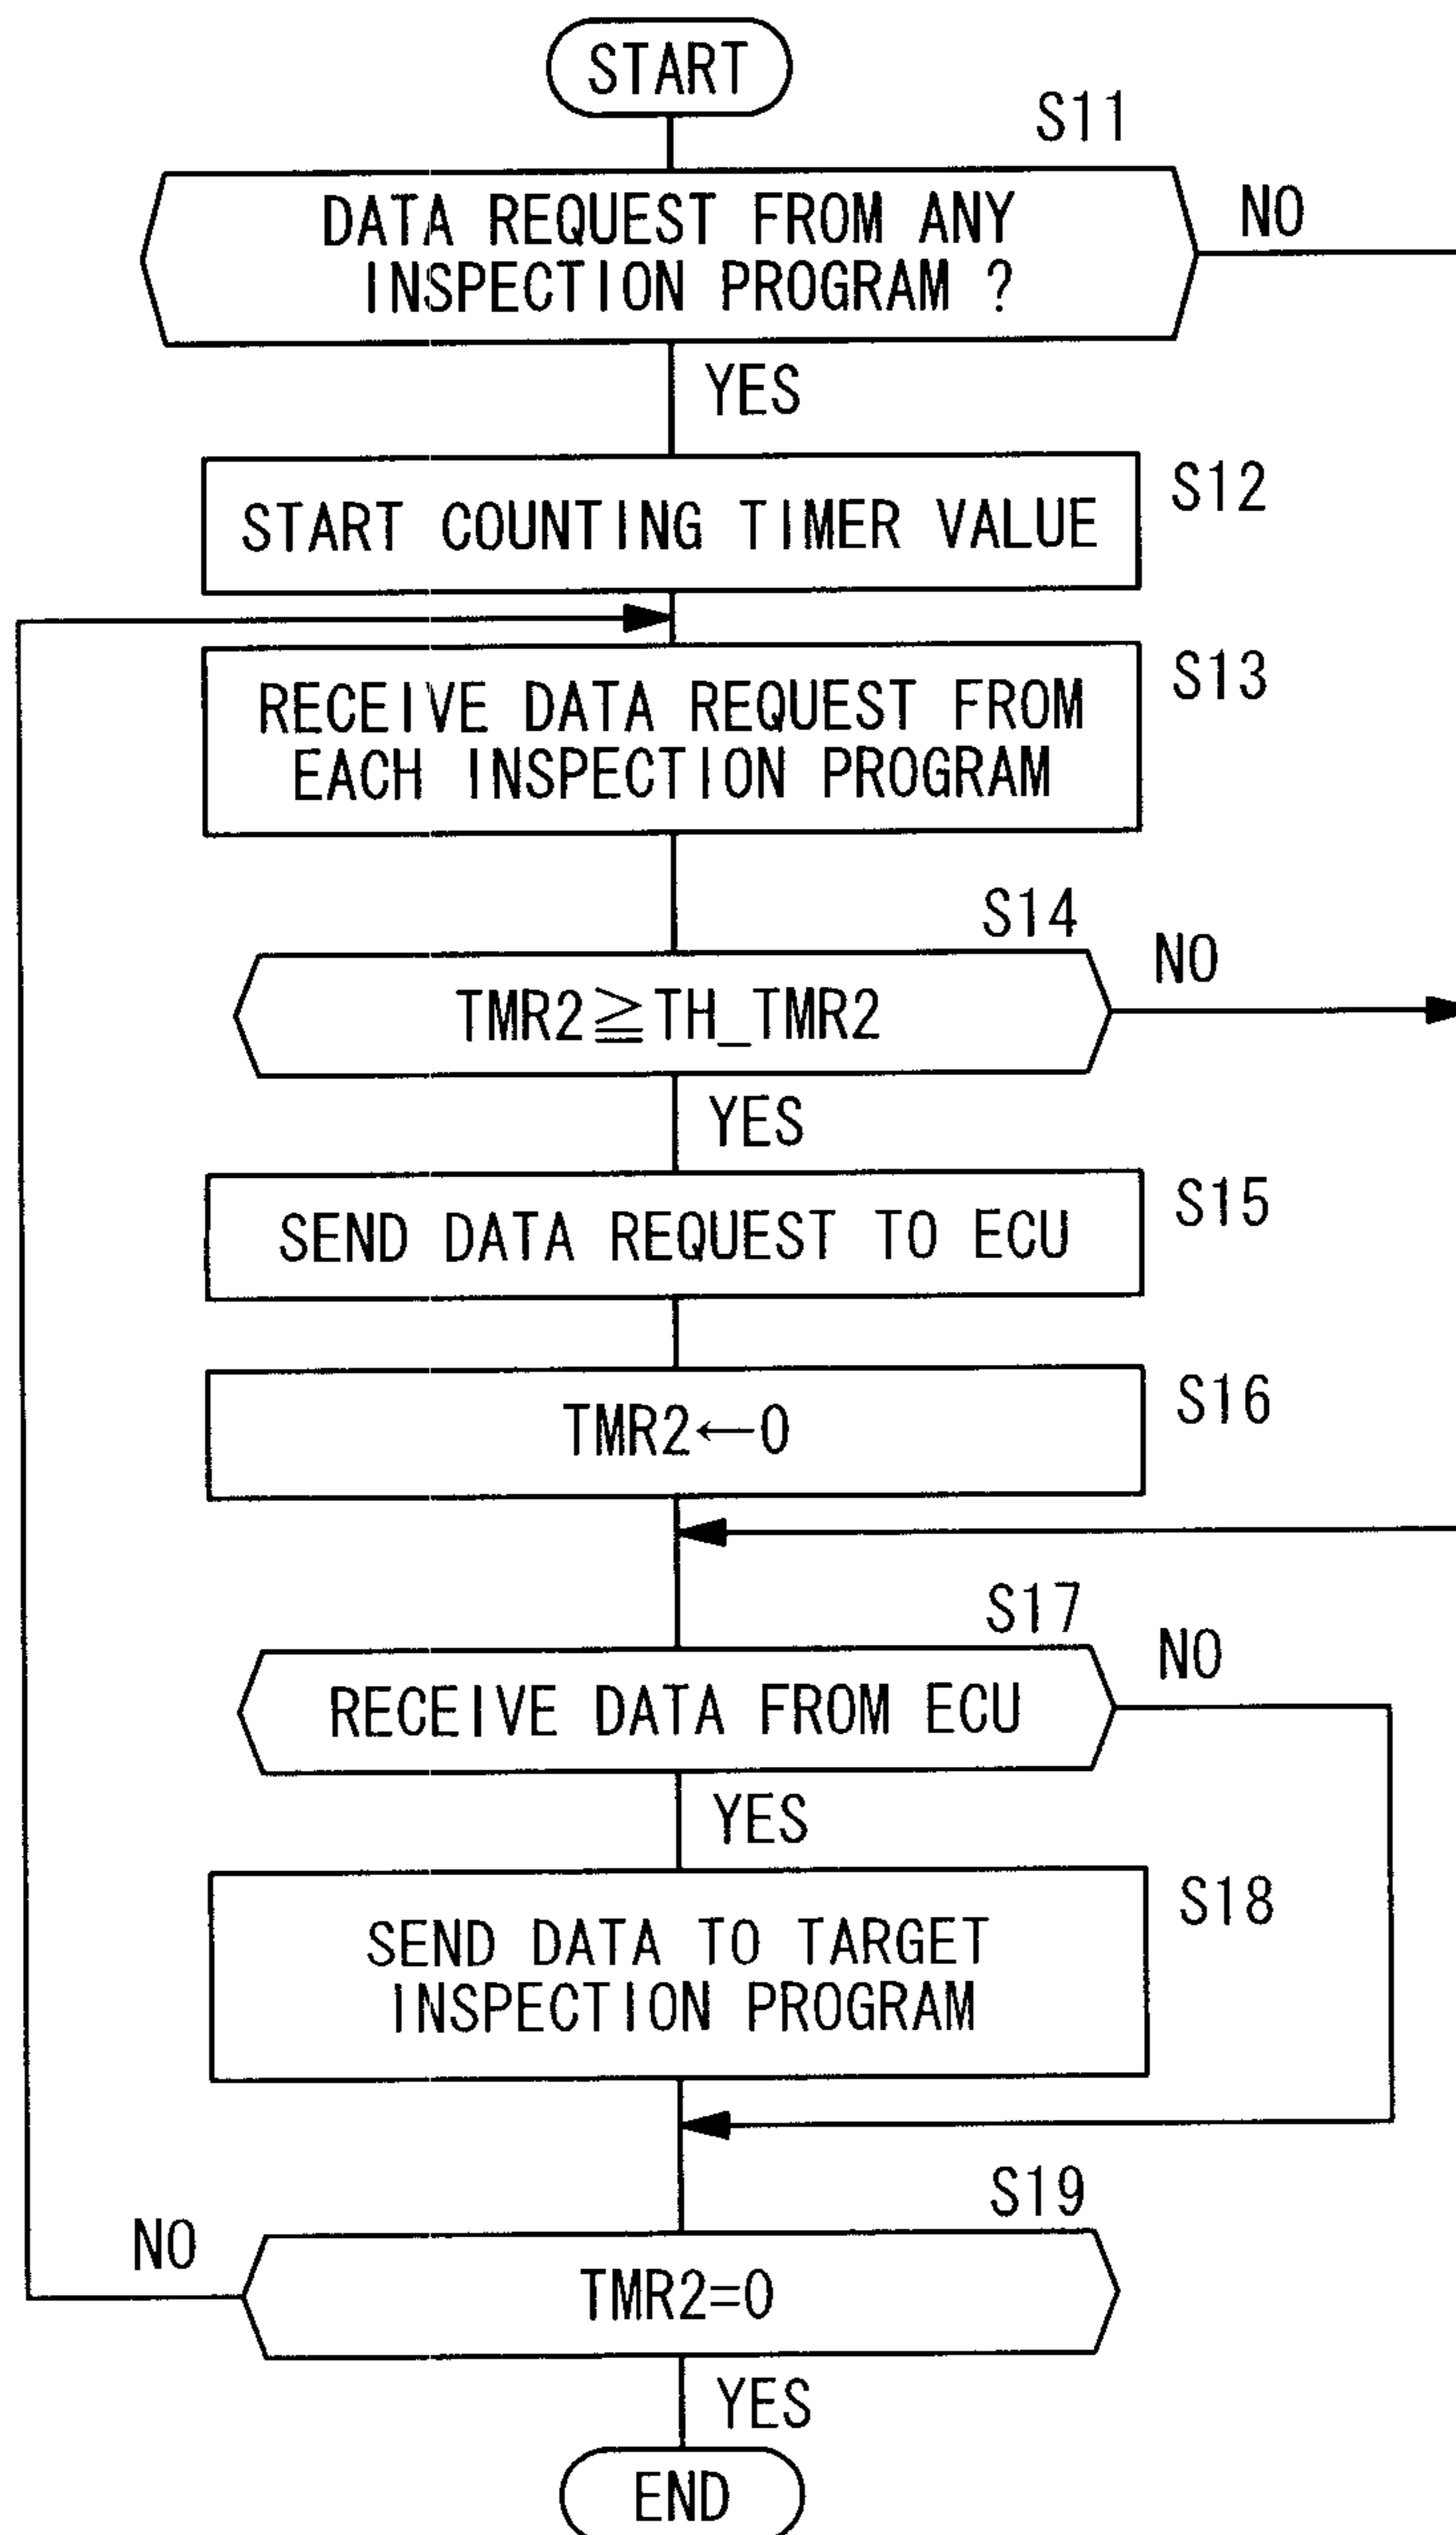 START
S11
DATA REQUEST FROM ANY
INSPECTION PROGRAM ?
NO
YES
START COUNTING TIMER VALUE
S12
RECEIVE DATA REQUEST FROM
EACH INSPECTION PROGRAM
S13
S14
TMR2≧TH_TMR2
NO
YES
SEND DATA REQUEST TO ECU
S15
TMR2←0
S16
S17
RECEIVE DATA FROM ECU
NO
YES
SEND DATA TO TARGET
INSPECTION PROGRAM
S18
S19
NO
TMR2=0
YES
END